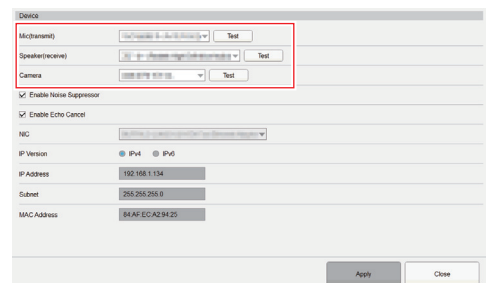 Device
Mic(transmit) Test
Speaker(receive) Test
Camera Test
Enable Noise Suppressor
Enable Echo Cancel
NIC
IP Version IPv4 IPv6
IP Address 192.168.1.134
Subnet 255.255.255.0
MAC Address 84:AF:EC:A2:94:25
Apply Close